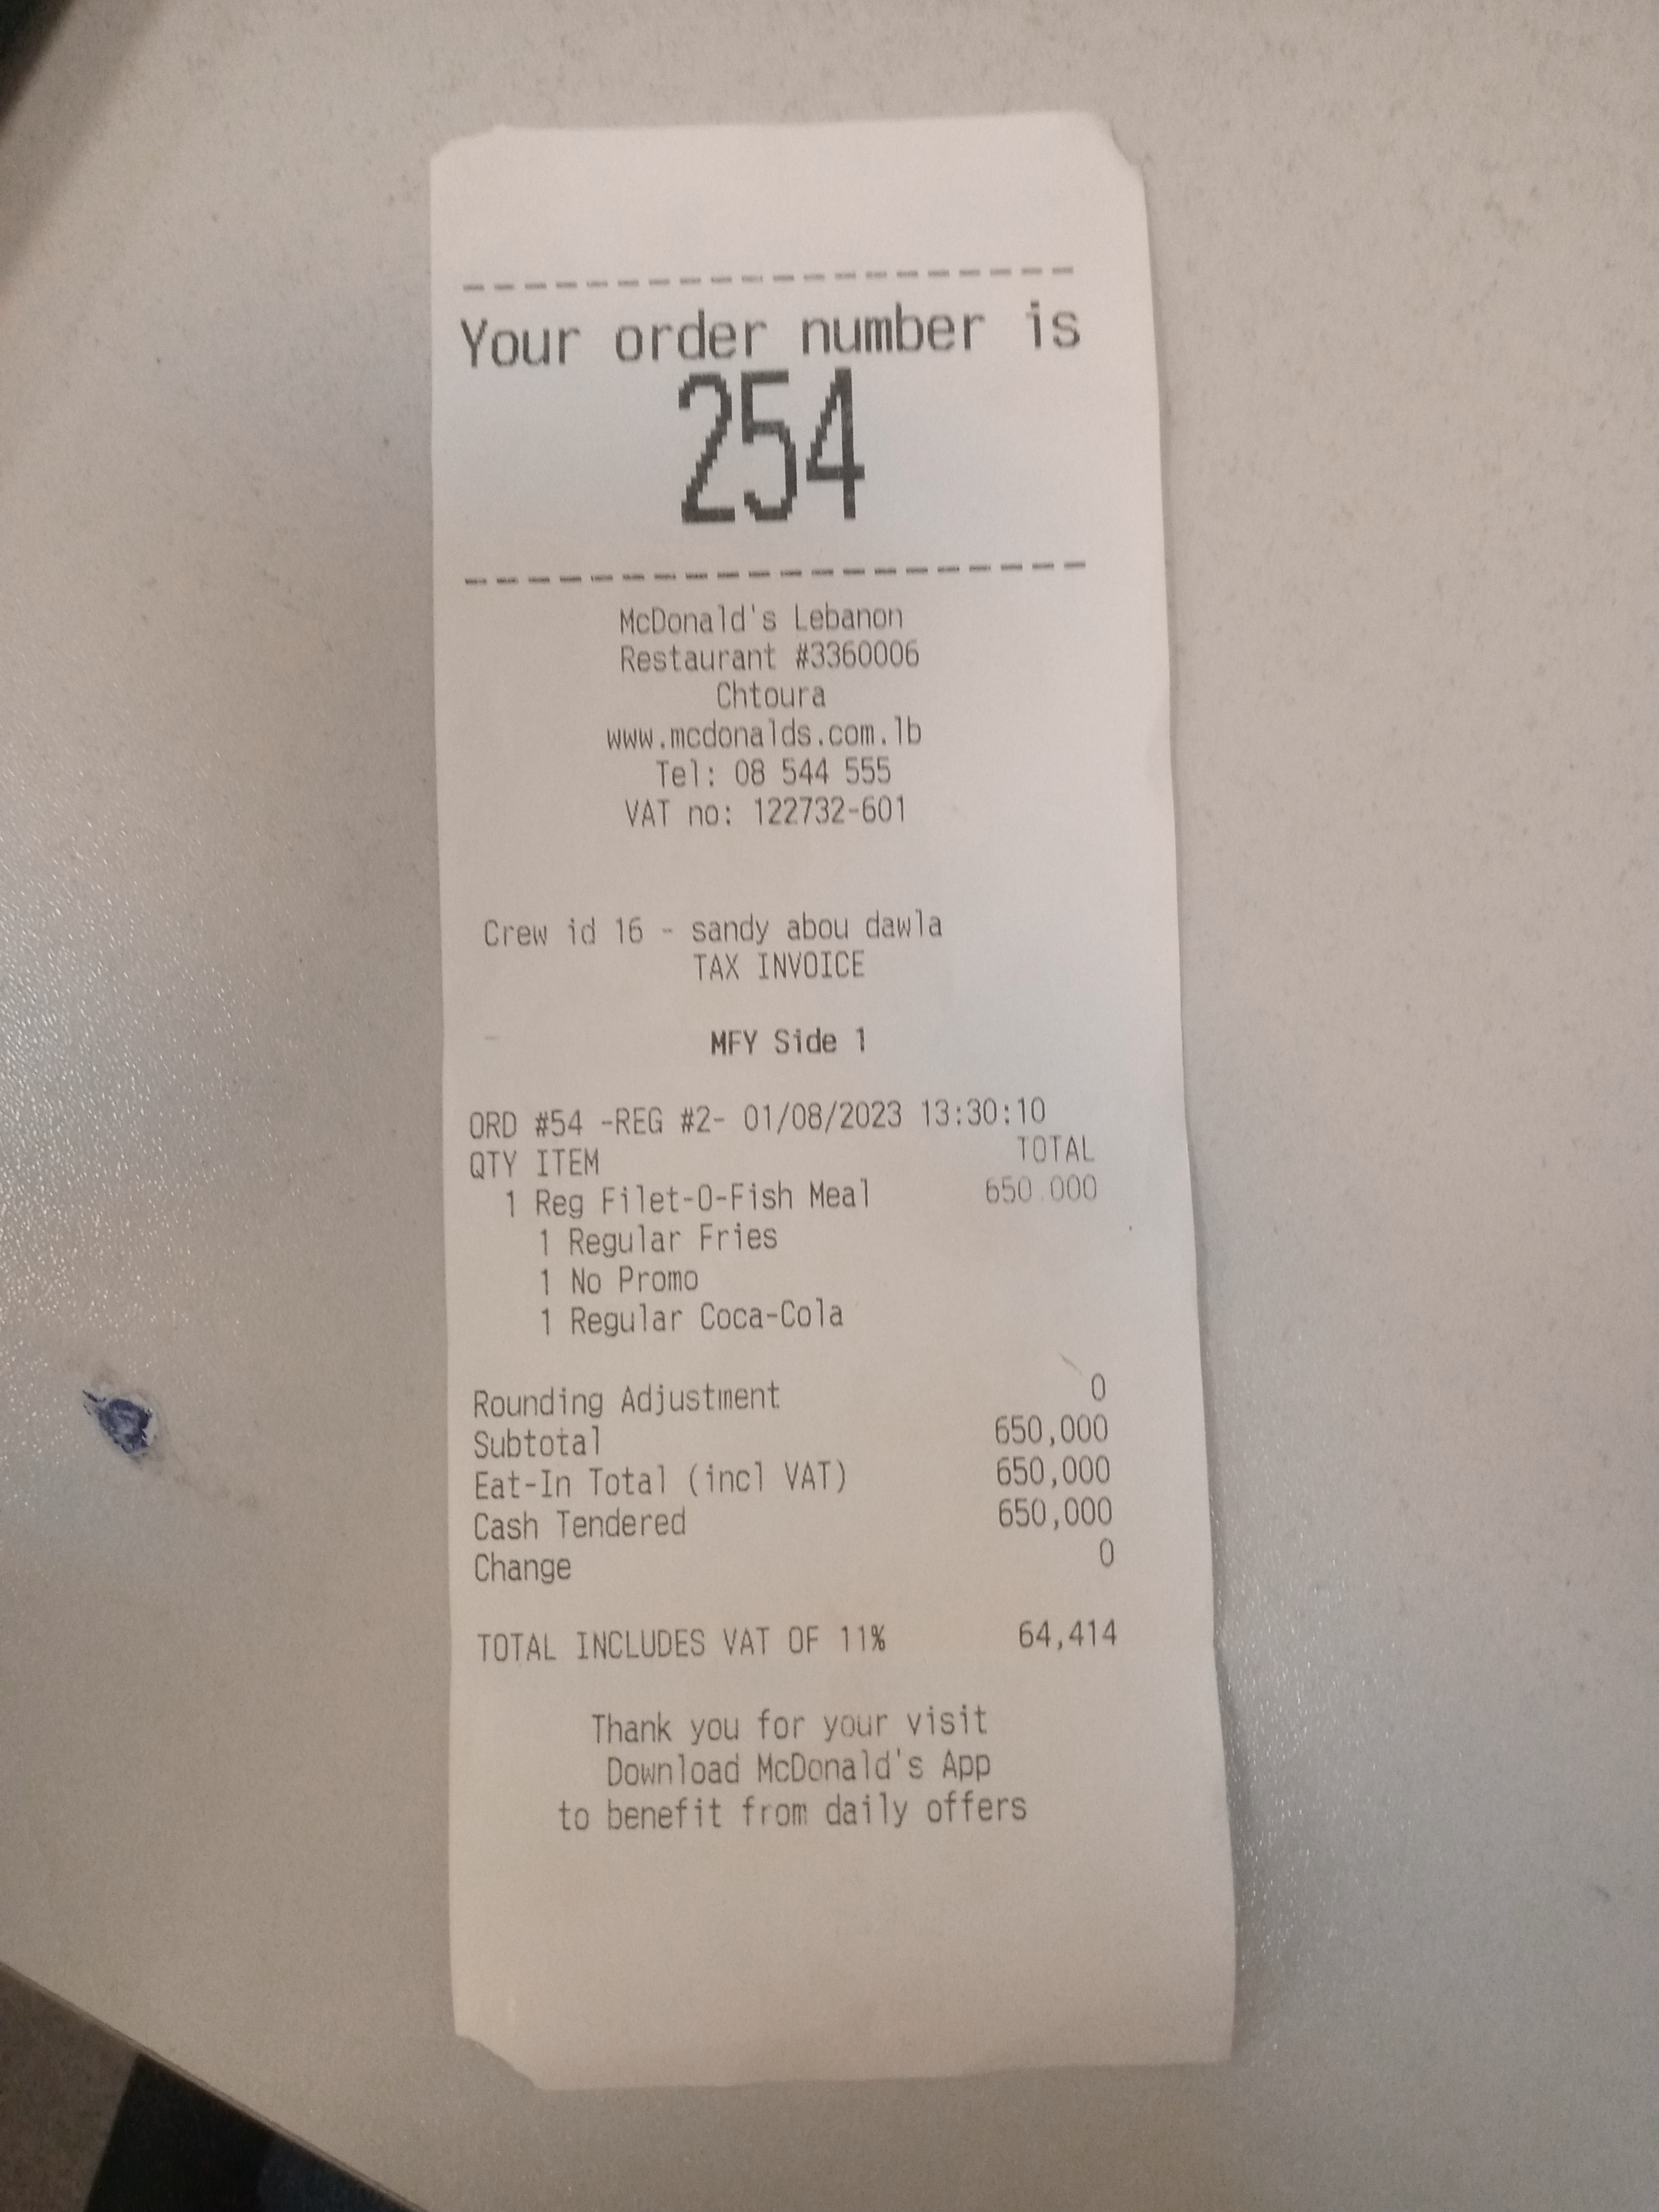 Your order number is
254
McDonald's Lebanon
Restaurant #3360006
Chtoura
www.mcdonalds.com.lb
Tel: 08 544 555
VAT no: 122732-601
Crew id 16 - sandy abou dawla
TAX INVOICE
MFY Side 1
ORD #54 -REG #2- 01/08/2023 13:30:10
QTY ITEM TOTAL
1 Reg Filet-O-Fish Meal 650.000
1 Regular Fries
1 No Promo
1 Regular Coca-Cola
Rounding Adjustment 0
Subtotal 650,000
Eat-In Total (incl VAT) 650,000
Cash Tendered 650,000
Change 0
TOTAL INCLUDES VAT OF 11% 64,414
Thank you for your visit
Download McDonald's App
to benefit from daily offers